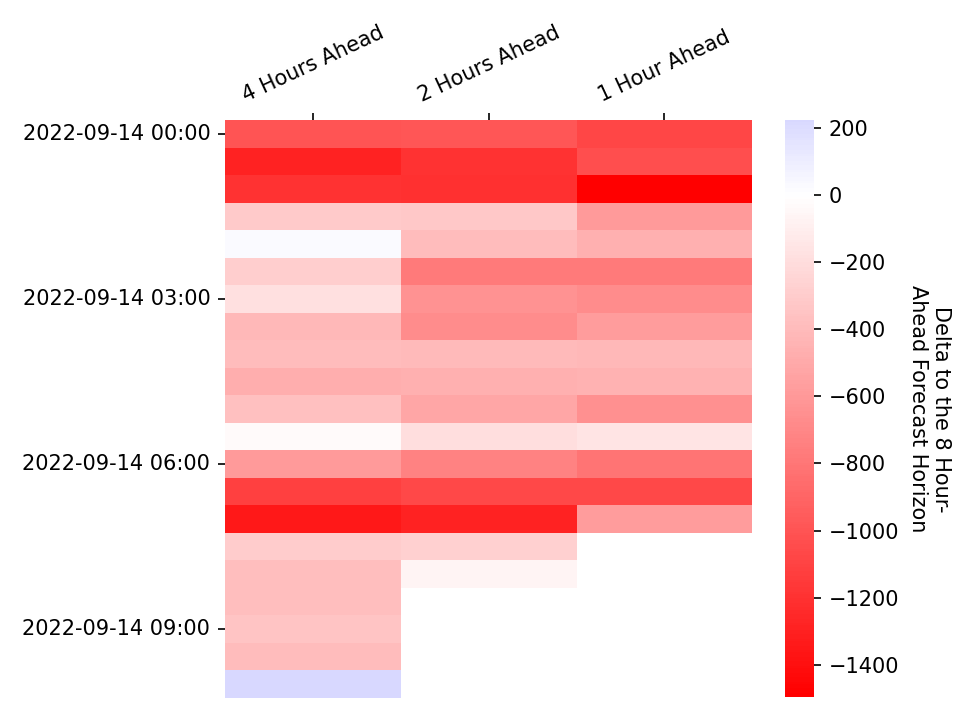 4 Hours Ahead
2 Hours Ahead
1 Hour Ahead
2022-09-14 00:00
2022-09-14 03:00
2022-09-14 06:00
2022-09-14 09:00
200
0
−200
−400
−600
−800
−1000
−1200
−1400
Delta to the 8 Hour-
Ahead Forecast Horizon